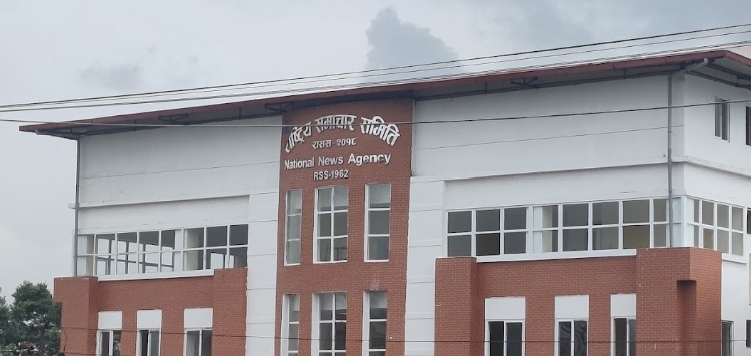 राष्ट्रिय समाचार समिति
रासस - २०१८
National News Agency
RSS-1962